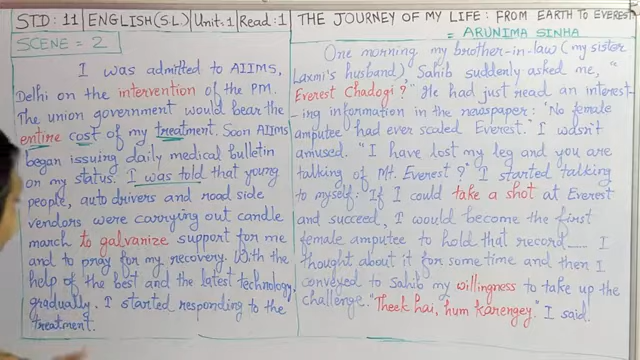 STD: 11 ENGLISH (S.L) Unit: 1 Read: 1 THE JOURNEY OF MY LIFE: FROM EARTH TO EVEREST
= ARUNIMA SINHA
SCENE = 2
I was admitted to AIIMS,
Delhi on the intervention of the PM.
The union government would bear the
entire cost of my treatment. Soon AIIMS
began issuing daily medical bulletin
on my status. I was told that young
people, auto drivers and road side
vendors were carrying out candle
march to galvanize support for me
and to pray for my recovery. With the
help of the best and the latest technology,
gradually. I started responding to the
treatment.
One morning, my brother-in-law (my sister
Laxmi's husband), Sahib suddenly asked me, "
Everest Chadogi?" He had just read an interest-
-ing information in the newspaper: 'No female
amputee had ever scaled Everest.' I wasn't
amused. "I have lost my leg and you are
talking of Mt. Everest?" I started talking
to myself. 'If I could take a shot at Everest
and succeed, I would become the first
female amputee to hold that record...... I
thought about it for some time and then I
conveyed to Sahib my willingness to take up the
challenge. "Theek hai, hum karengey." I said.